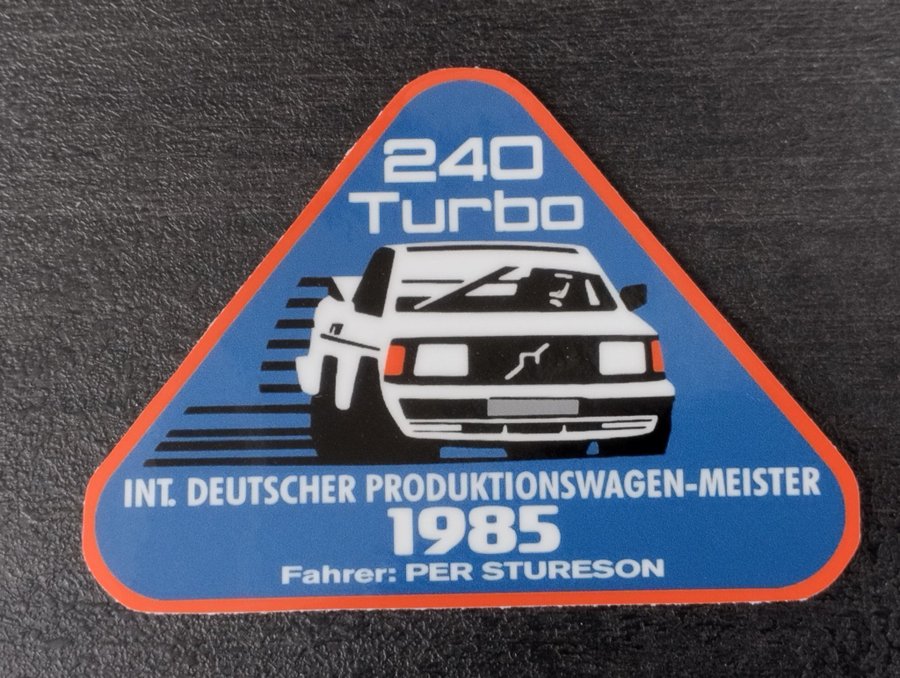 240
Turbo
INT. DEUTSCHER PRODUKTIONSWAGEN-MEISTER
1985
Fahrer: PER STURESON